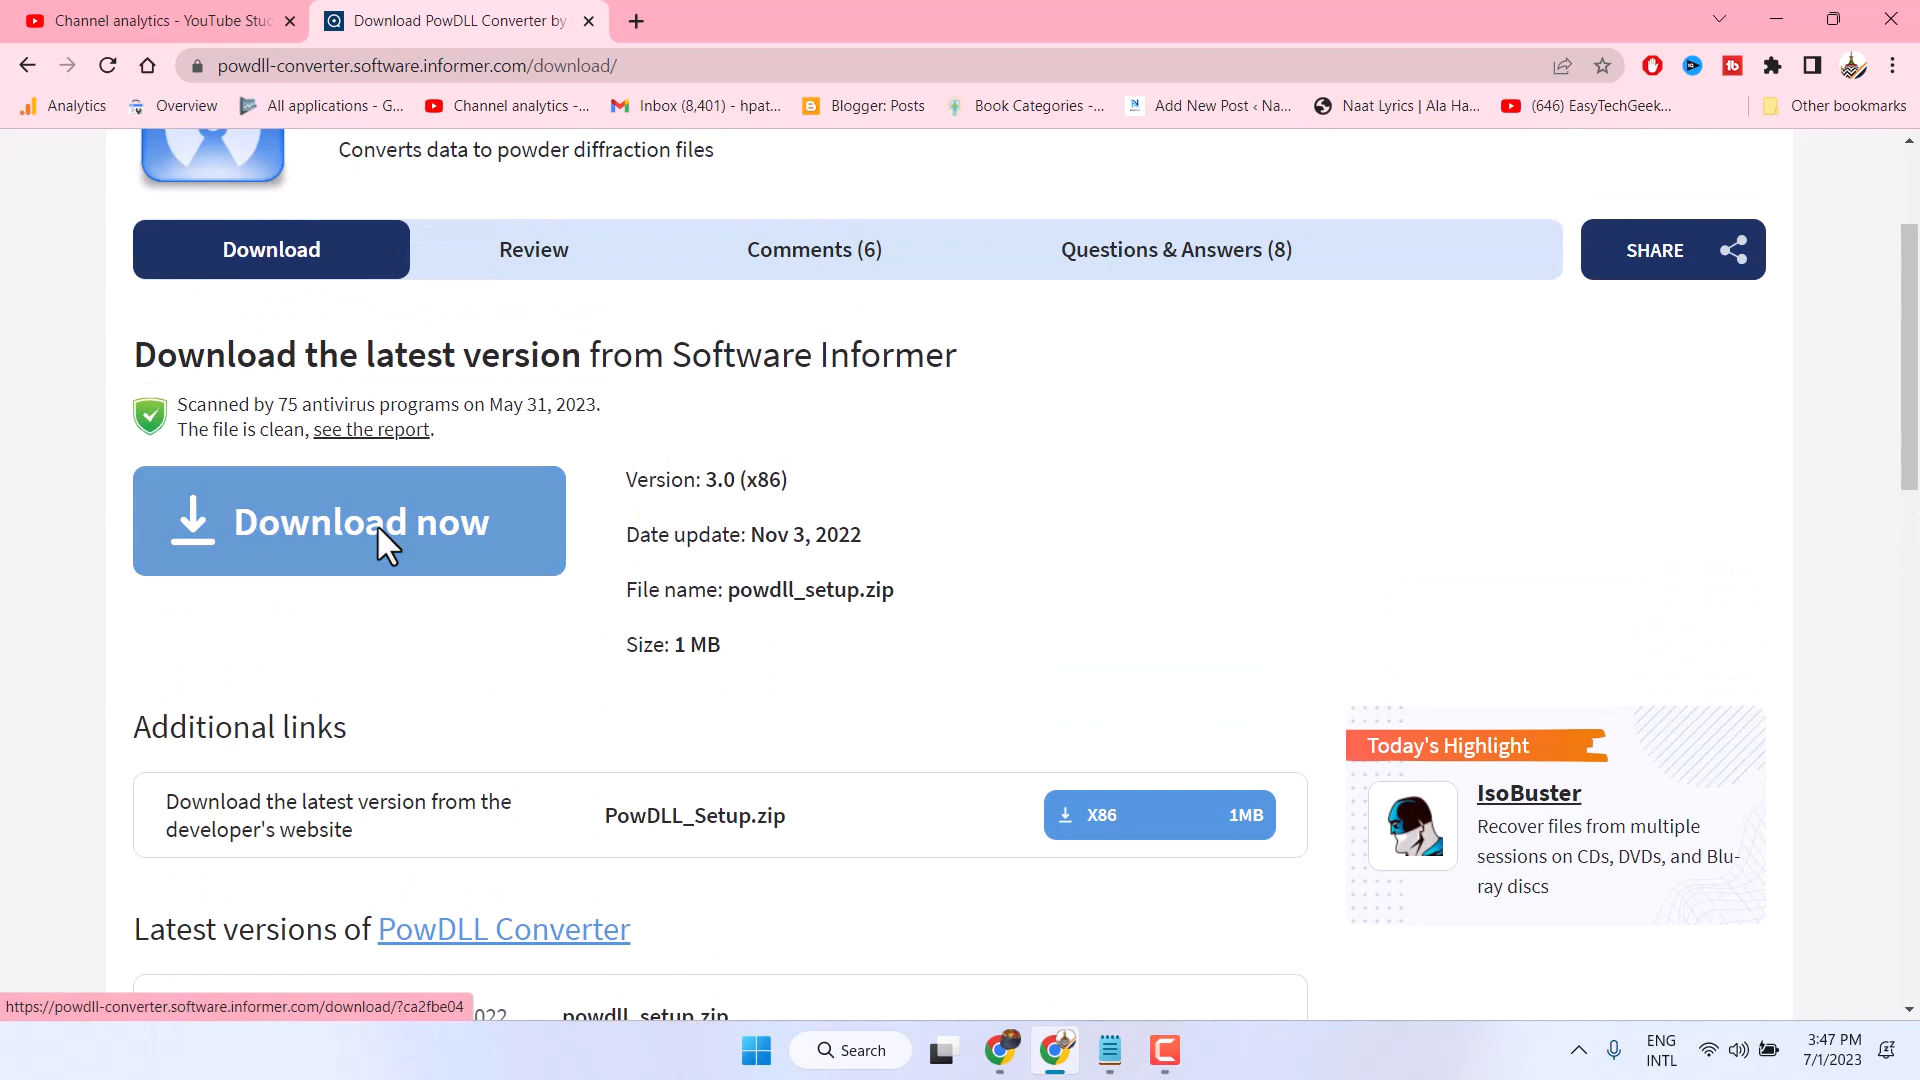 Channel analytics - YouTube Stu
Download PowDLL Converter by
powdll-converter.software.informer.com/download/
Analytics
Overview
All applications - G...
Channel analytics -...
Inbox (8,401) - hpat...
Blogger: Posts
Book Categories -...
Add New Post ‹ Na...
Naat Lyrics | Ala Ha...
(646) EasyTechGeek...
Other bookmarks
Converts data to powder diffraction files
Download
Review
Comments (6)
Questions & Answers (8)
SHARE
Download the latest version from Software Informer
Scanned by 75 antivirus programs on May 31, 2023.
The file is clean, see the report.
Download now
Version: 3.0 (x86)
Date update: Nov 3, 2022
File name: powdll_setup.zip
Size: 1 MB
Additional links
Download the latest version from the
developer's website
PowDLL_Setup.zip
X86
1MB
Today's Highlight
IsoBuster
Recover files from multiple
sessions on CDs, DVDs, and Blu-
ray discs
Latest versions of PowDLL Converter
022
powdll_setup.zip
https://powdll-converter.software.informer.com/download/?ca2fbe04
Search
ENG
INTL
3:47 PM
7/1/2023